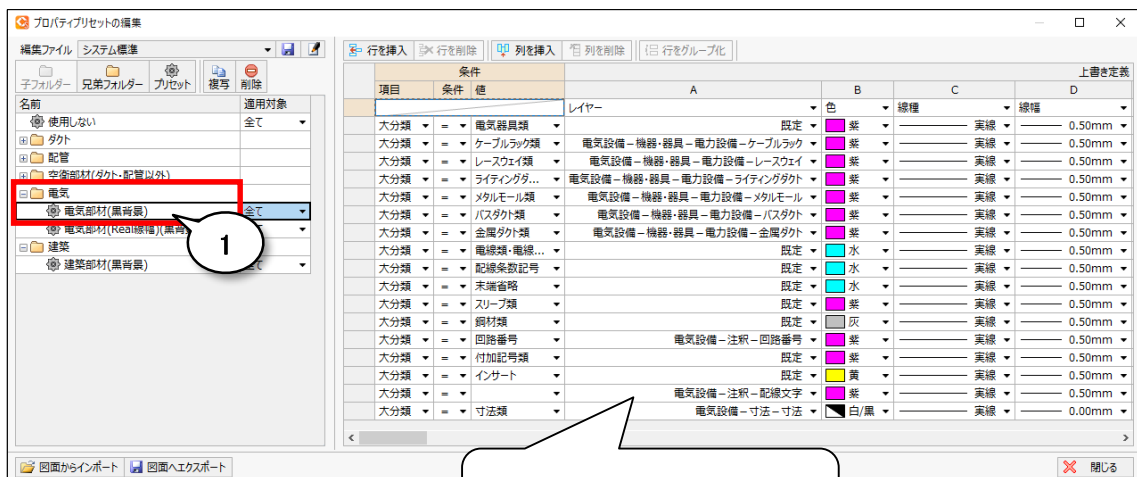 プロパティプリセットの編集
編集ファイル システム標準
子フォルダー 兄弟フォルダー プリセット 複写 削除
行を挿入 行を削除 列を挿入 列を削除 行をグループ化
名前 適用対象
使用しない 全て
ダクト
配管
空衛部材(ダクト・配管以外)
電気
電気部材(黒背景) 全て
電気部材(Real線幅)(黒背
建築
建築部材(黒背景)
1
条件 上書き定義
項目 条件 値 A B C D
レイヤー 色 線種 線幅
大分類 = 電気器具類 既定 紫 実線 0.50mm
大分類 = ケーブルラック類 電気設備－機器・器具－電力設備－ケーブルラック 紫 実線 0.50mm
大分類 = レースウェイ類 電気設備－機器・器具－電力設備－レースウェイ 紫 実線 0.50mm
大分類 = ライティングダ... 電気設備－機器・器具－電力設備－ライティングダクト 紫 実線 0.50mm
大分類 = メタルモール類 電気設備－機器・器具－電力設備－メタルモール 紫 実線 0.50mm
大分類 = バスダクト類 電気設備－機器・器具－電力設備－バスダクト 紫 実線 0.50mm
大分類 = 金属ダクト類 電気設備－機器・器具－電力設備－金属ダクト 紫 実線 0.50mm
大分類 = 電線類・電線... 既定 水 実線 0.50mm
大分類 = 配線条数記号 既定 水 実線 0.50mm
大分類 = 末端省略 既定 水 実線 0.50mm
大分類 = スリーブ類 既定 紫 実線 0.50mm
大分類 = 鋼材類 既定 灰 実線 0.50mm
大分類 = 回路番号 電気設備－注釈－回路番号 紫 実線 0.50mm
大分類 = 付加記号類 既定 紫 実線 0.50mm
大分類 = インサート 既定 黄 実線 0.50mm
大分類 = 電気設備－注釈－配線文字 紫 実線 0.50mm
大分類 = 寸法類 電気設備－寸法－寸法 白/黒 実線 0.00mm
図面からインポート 図面へエクスポート 閉じる